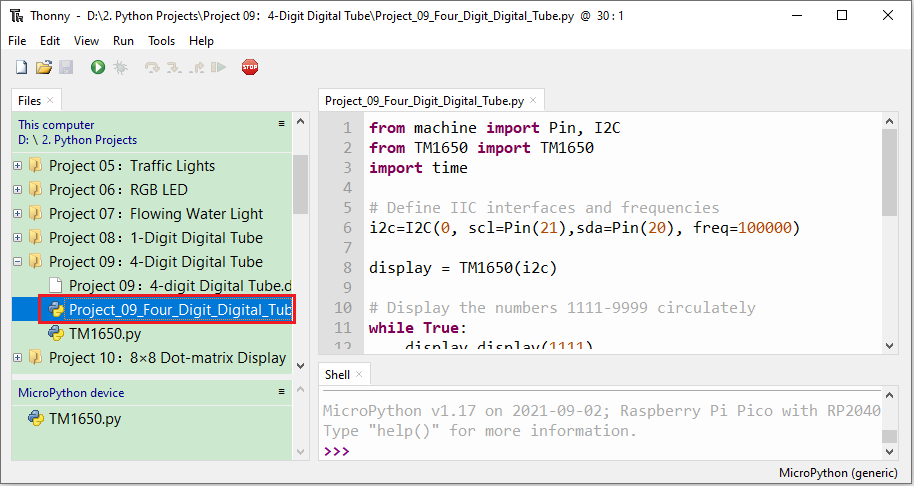 Thonny - D:\2. Python Projects\Project 09：4-Digit Digital Tube\Project_09_Four_Digit_Digital_Tube.py @ 30 : 1
File Edit View Run Tools Help
STOP
Files
This computer
D: \ 2. Python Projects
Project 05：Traffic Lights
Project 06：RGB LED
Project 07：Flowing Water Light
Project 08：1-Digit Digital Tube
Project 09：4-Digit Digital Tube
Project 09：4-digit Digital Tube.d
Project_09_Four_Digit_Digital_Tub
TM1650.py
Project 10：8×8 Dot-matrix Display
MicroPython device
TM1650.py
Project_09_Four_Digit_Digital_Tube.py
1 from machine import Pin, I2C
2 from TM1650 import TM1650
3 import time
4
5 # Define IIC interfaces and frequencies
6 i2c=I2C(0, scl=Pin(21),sda=Pin(20), freq=100000)
7
8 display = TM1650(i2c)
9
10 # Display the numbers 1111-9999 circulately
11 while True:
12 display.display(1111)
Shell
MicroPython v1.17 on 2021-09-02; Raspberry Pi Pico with RP2040
Type "help()" for more information.
>>>
MicroPython (generic)